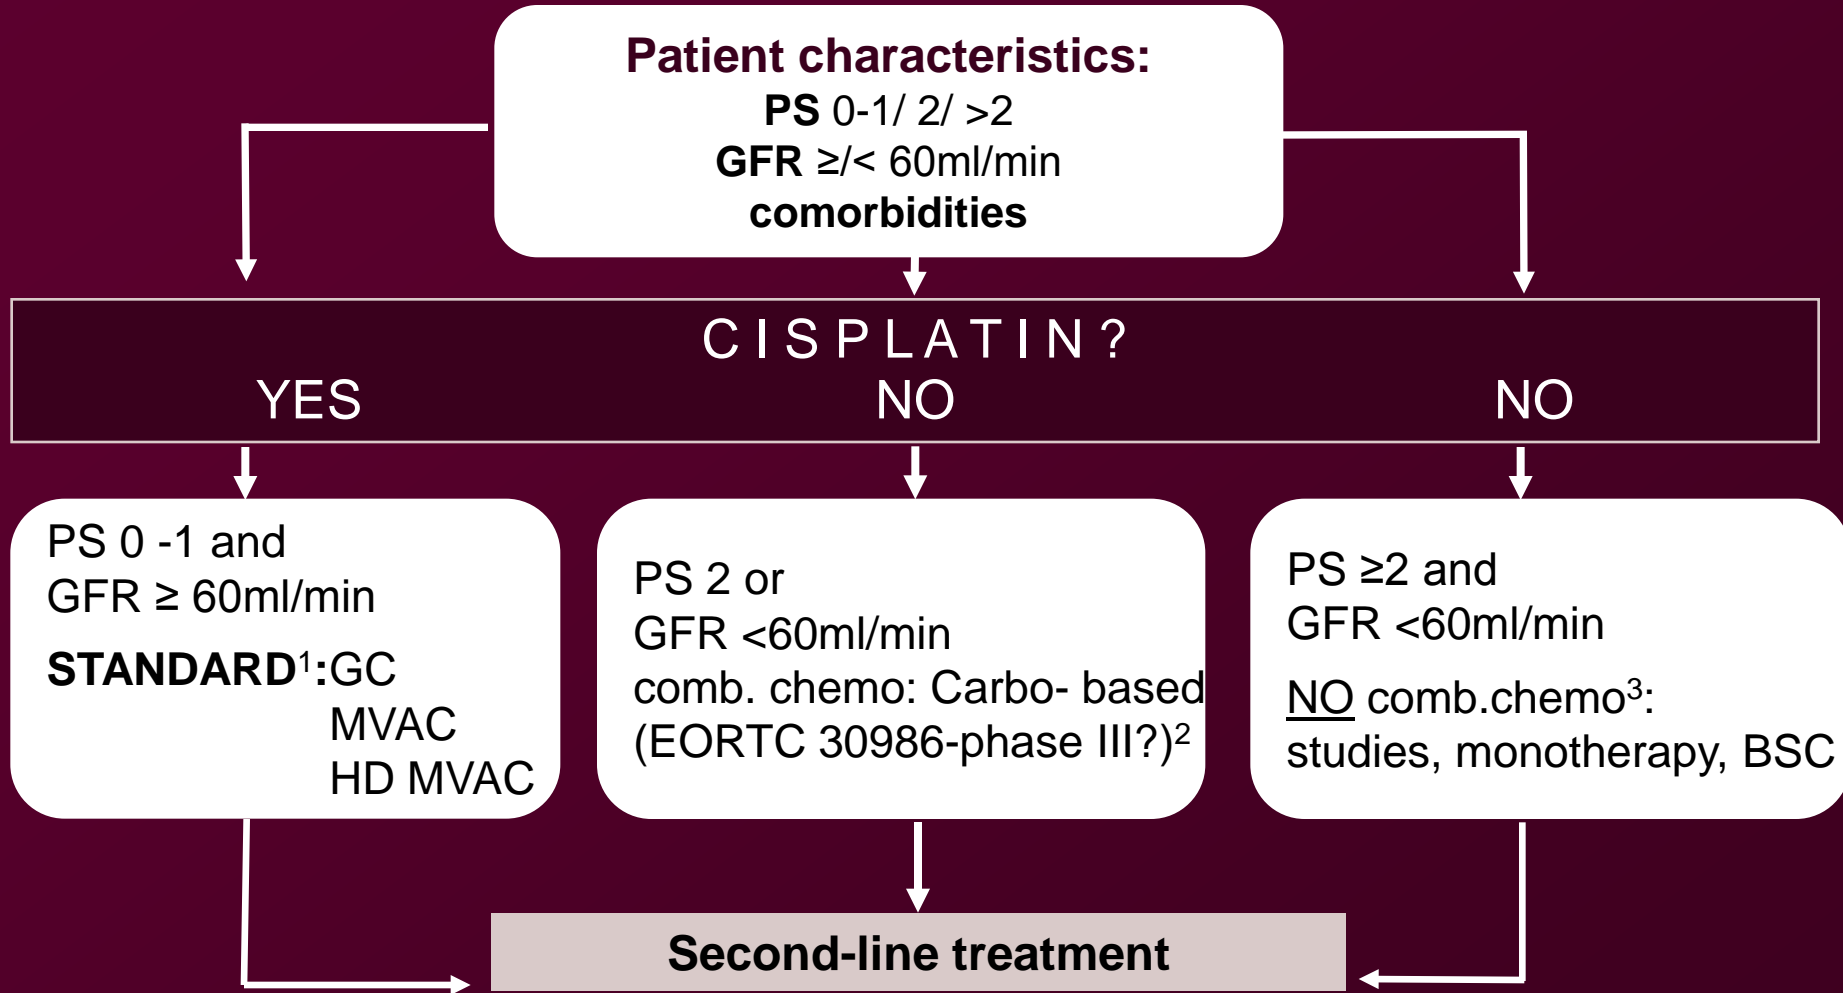 Patient characteristics:
PS 0-1/ 2/ >2
GFR ≥/< 60ml/min
comorbidities
CISPLATIN?
YES NO NO
PS 0 -1 and
GFR ≥ 60ml/min
STANDARD¹:GC
MVAC
HD MVAC
PS 2 or
GFR <60ml/min
comb. chemo: Carbo- based
(EORTC 30986-phase III?)²
PS ≥2 and
GFR <60ml/min
NO comb.chemo³:
studies, monotherapy, BSC
Second-line treatment